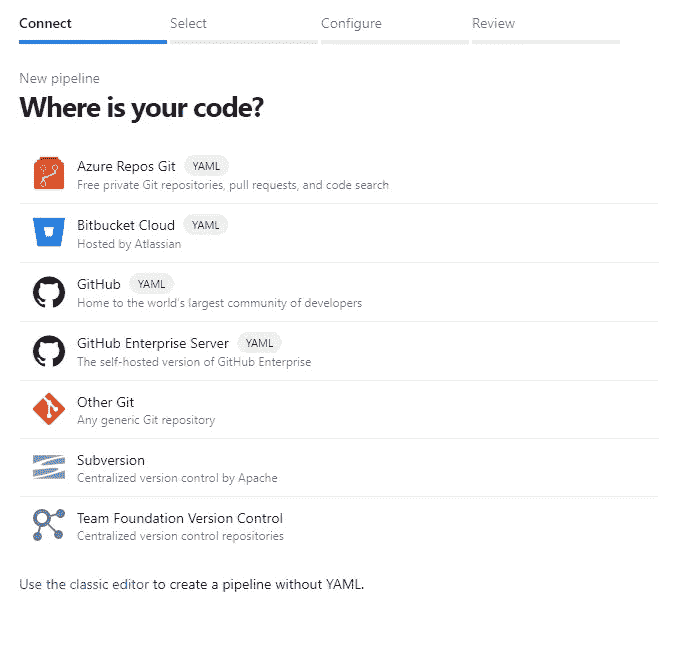 Connect Select Configure Review
New pipeline
Where is your code?
Azure Repos Git YAML
Free private Git repositories, pull requests, and code search
Bitbucket Cloud YAML
Hosted by Atlassian
GitHub YAML
Home to the world's largest community of developers
GitHub Enterprise Server YAML
The self-hosted version of GitHub Enterprise
Other Git
Any generic Git repository
Subversion
Centralized version control by Apache
Team Foundation Version Control
Centralized version control repositories
Use the classic editor to create a pipeline without YAML.